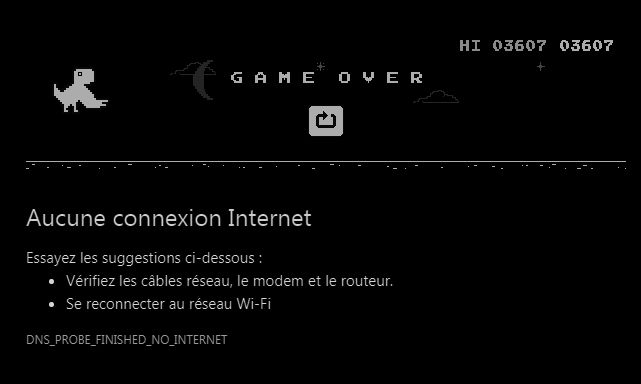 HI 03607 03607
GAME OVER
Aucune connexion Internet
Essayez les suggestions ci-dessous :
• Vérifiez les câbles réseau, le modem et le routeur.
• Se reconnecter au réseau Wi-Fi
DNS_PROBE_FINISHED_NO_INTERNET